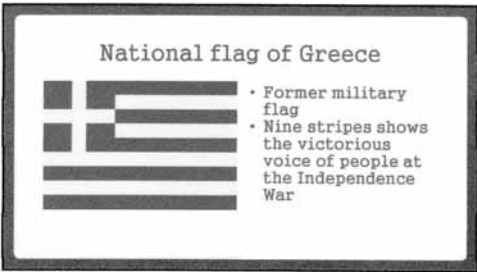 National flag of Greece
• Former military
flag
• Nine stripes shows
the victorious
voice of people at
the Independence
War